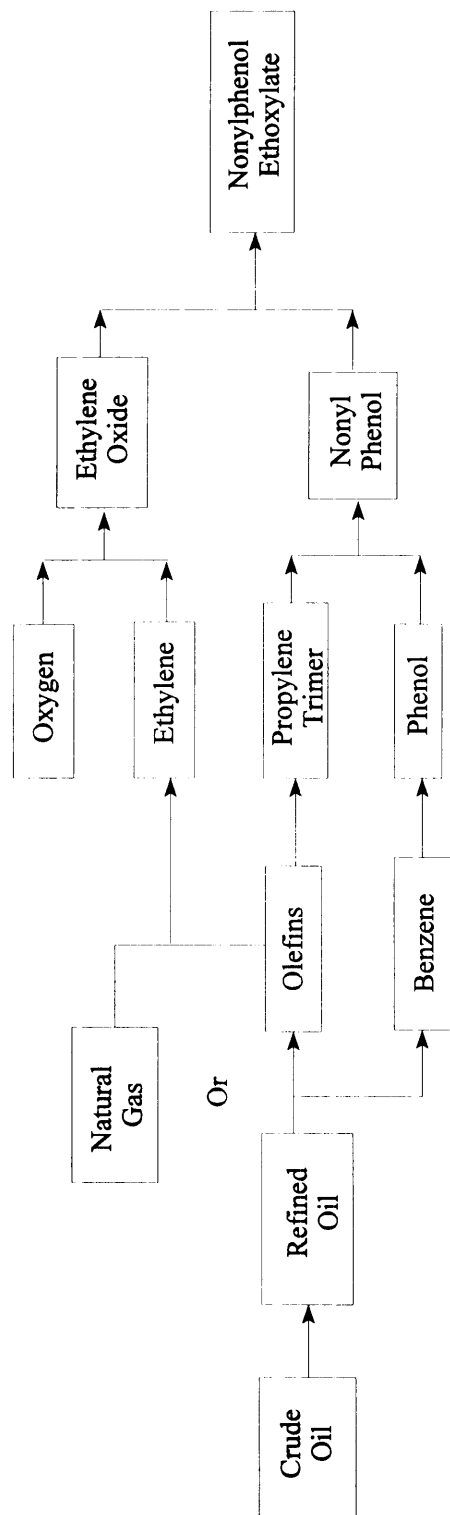 Crude
Oil
Refined
Oil
Natural
Gas
Or
Olefins
Benzene
Oxygen
Ethylene
Propylene
Trimer
Phenol
Ethylene
Oxide
Nonyl
Phenol
Nonylphenol
Ethoxylate